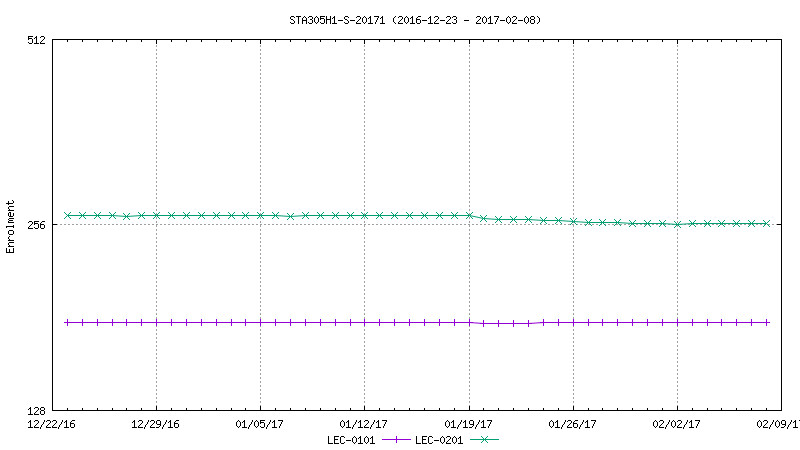 STA305H1-S-20171 (2016-12-23 - 2017-02-08)
512
256
128
Enrolment
12/22/16 12/29/16 01/05/17 01/12/17 01/19/17 01/26/17 02/02/17 02/09/1
LEC-0101 LEC-0201